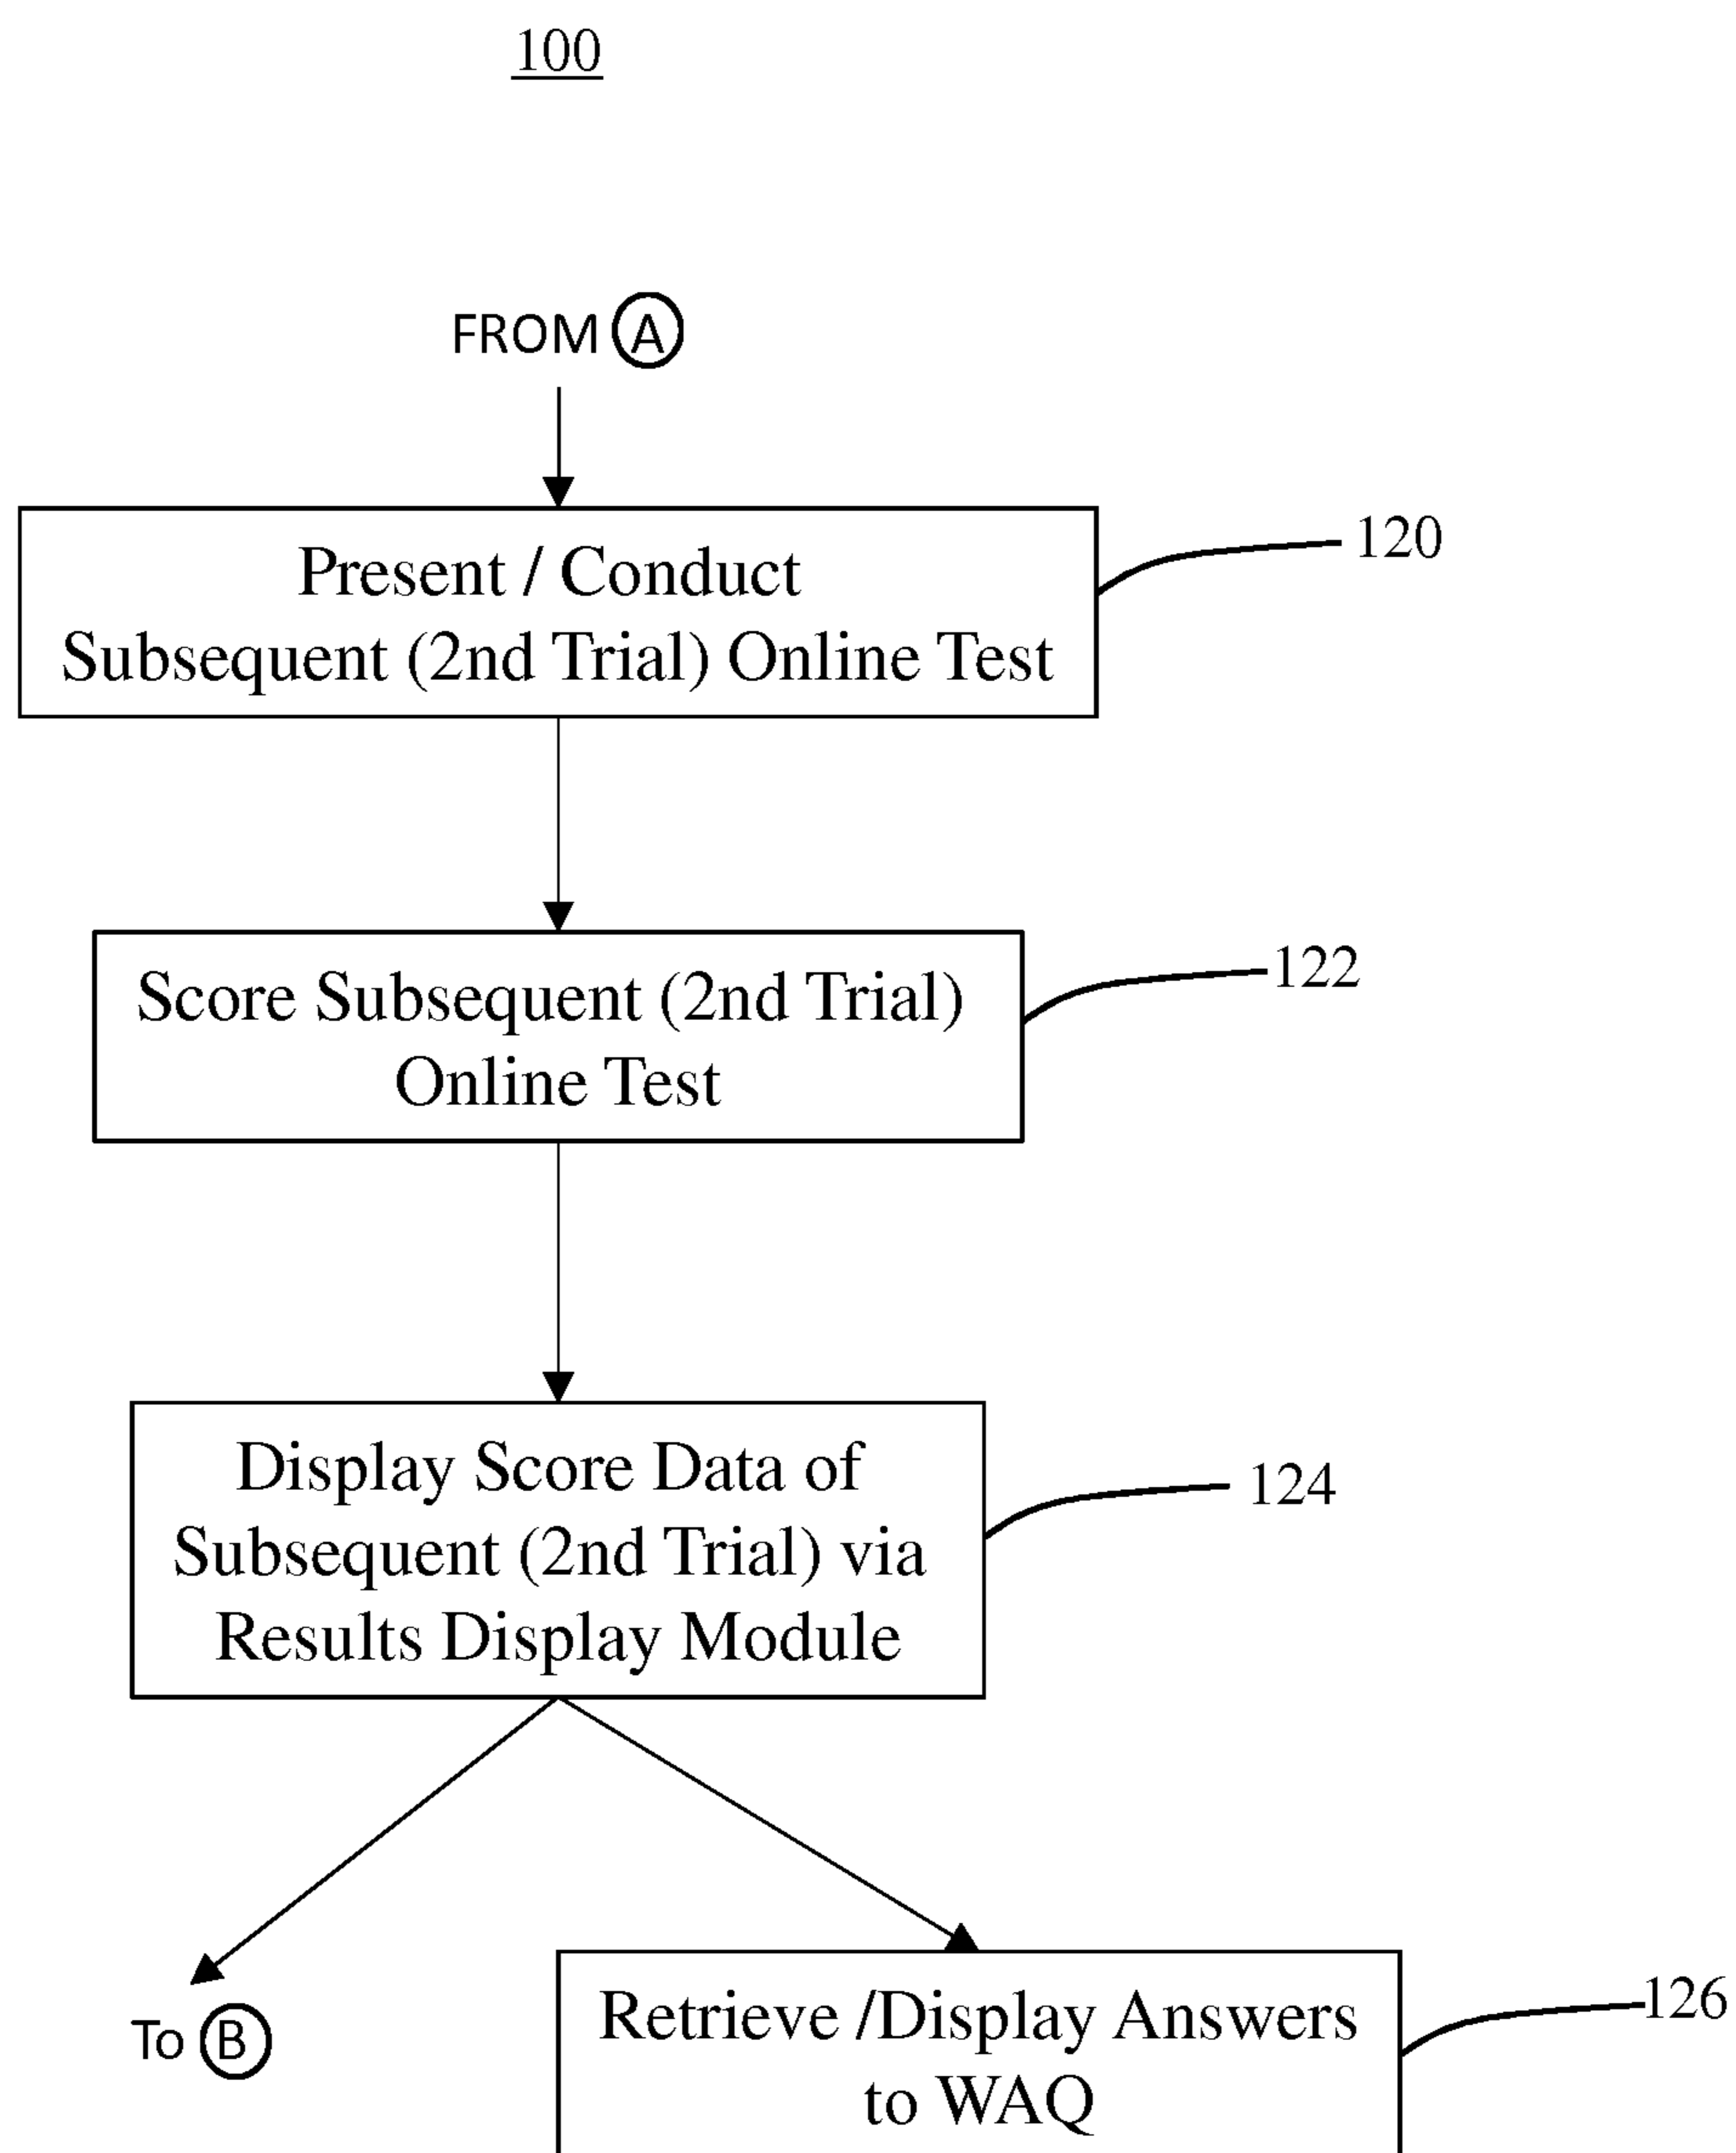 100
FROM A
Present / Conduct
Subsequent (2nd Trial) Online Test
120
Score Subsequent (2nd Trial)
Online Test
122
Display Score Data of
Subsequent (2nd Trial) via
Results Display Module
124
To B
Retrieve /Display Answers
to WAQ
126